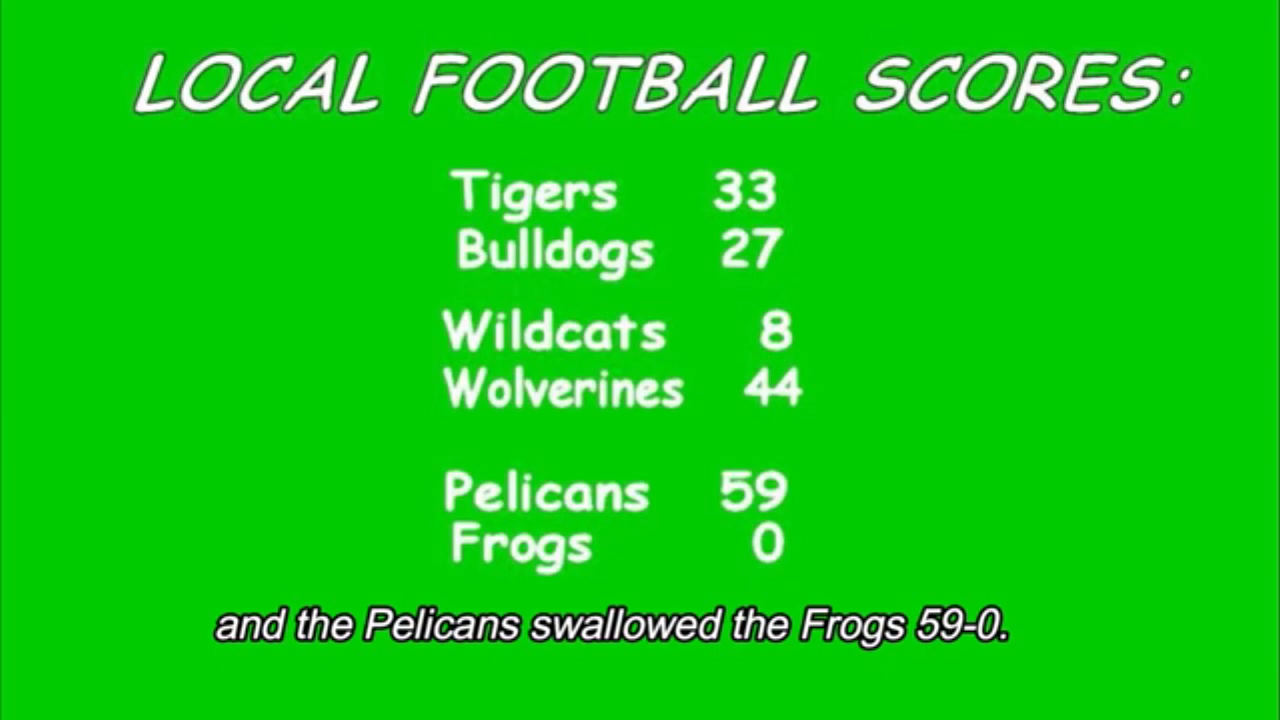 LOCAL FOOTBALL SCORES:
Tigers 33
Bulldogs 27
Wildcats 8
Wolverines 44
Pelicans 59
Frogs 0
and the Pelicans swallowed the Frogs 59-0.